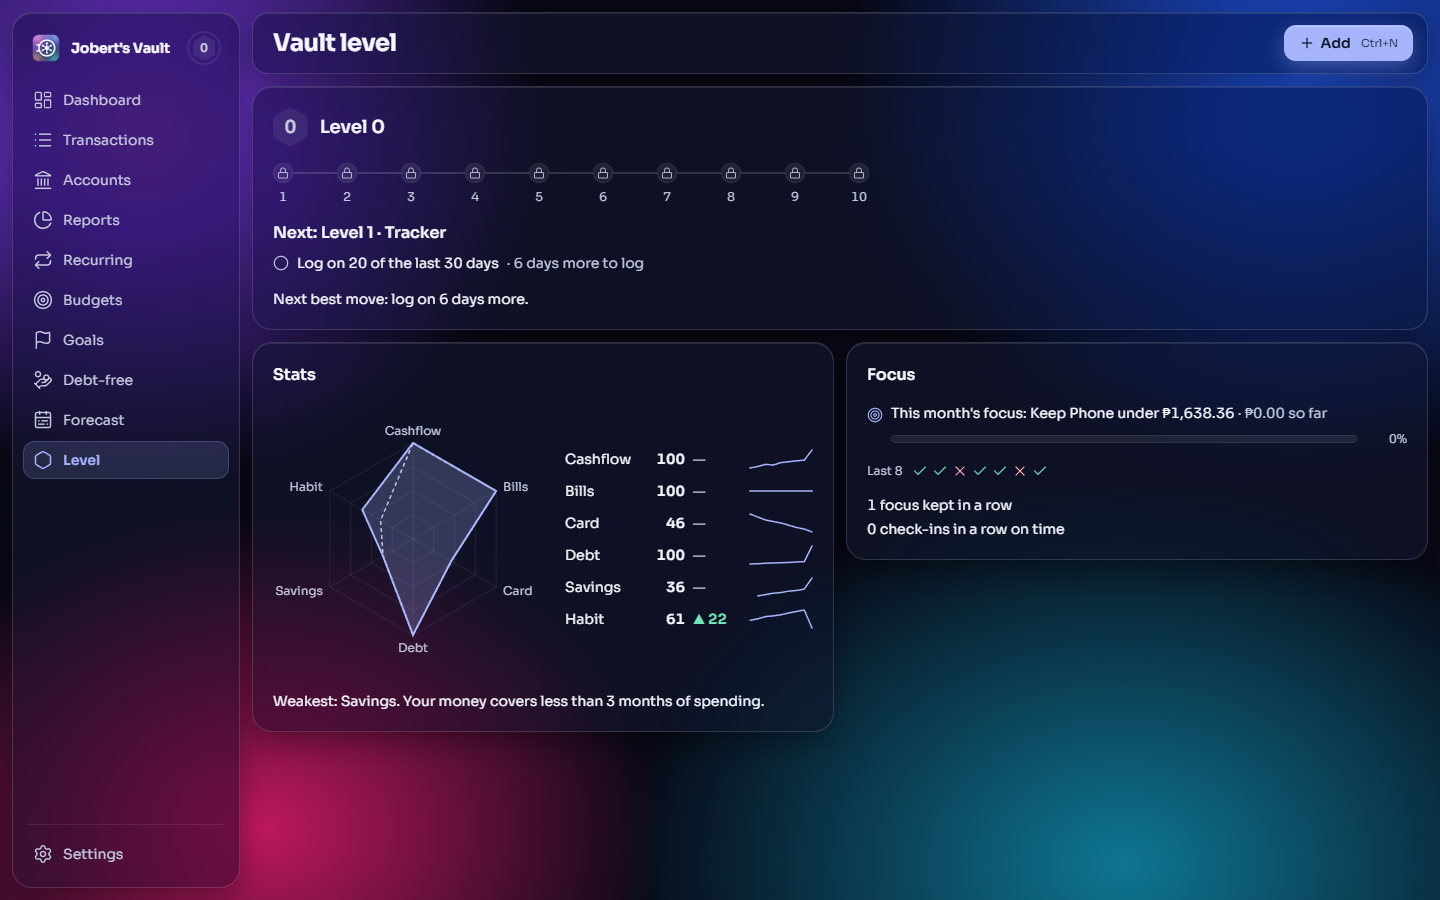 Jobert's Vault
0
Dashboard
Transactions
Accounts
Reports
Recurring
Budgets
Goals
Debt-free
Forecast
Level
Settings
Vault level
+ Add Ctrl+N
0 Level 0
1 2 3 4 5 6 7 8 9 10
Next: Level 1 · Tracker
Log on 20 of the last 30 days · 6 days more to log
Next best move: log on 6 days more.
Stats
Cashflow
Habit
Bills
Savings
Card
Debt
Cashflow 100 —
Bills 100 —
Card 46 —
Debt 100 —
Savings 36 —
Habit 61 ▲ 22
Weakest: Savings. Your money covers less than 3 months of spending.
Focus
This month's focus: Keep Phone under ₱1,638.36 · ₱0.00 so far
0%
Last 8 ✓ ✓ ✕ ✓ ✓ ✕ ✓
1 focus kept in a row
0 check-ins in a row on time